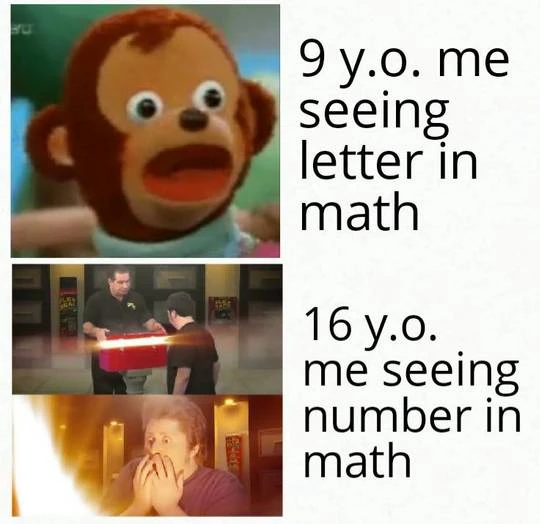 9 y.o. me
seeing
letter in
math
16 y.o.
me seeing
number in
math